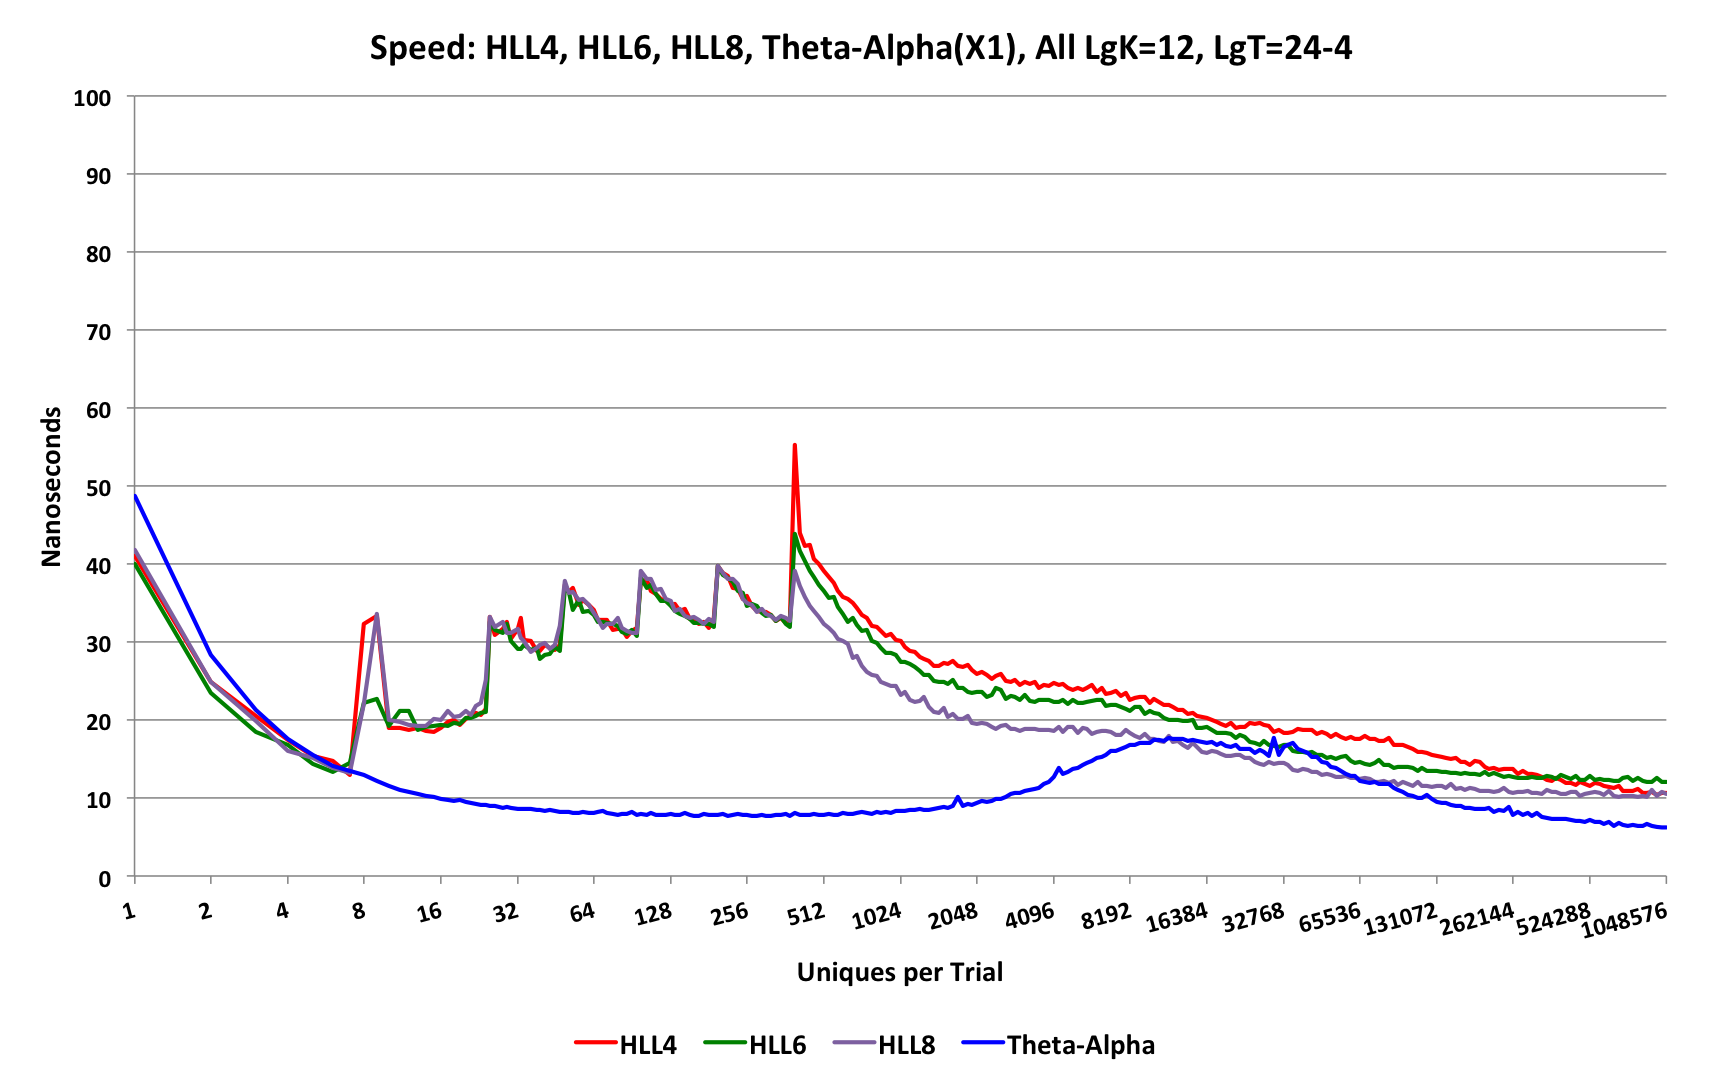 Speed: HLL4, HLL6, HLL8, Theta-Alpha(X1), All LgK=12, LgT=24-4
100
90
80
70
60
50
40
30
20
10
0
Nanoseconds
1 2 4 8 16 32 64 128 256 512 1024 2048 4096 8192 16384 32768 65536 131072 262144 524288 1048576
Uniques per Trial
HLL4 HLL6 HLL8 Theta-Alpha